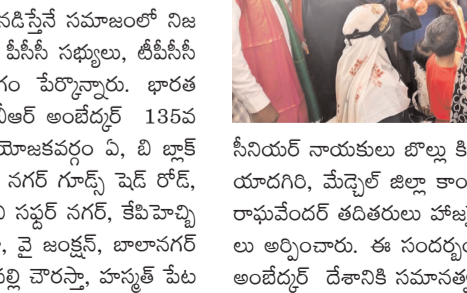 నడిస్తేనే సమాజంలో నిజ
పీసీసీ సభ్యులు, టీపీసీసీ
గం పేర్కొన్నారు. భారత
ఆర్ అంబేద్కర్ 135వ
యోజకవర్గం ఏ, బి బ్లాక్
నగర్ గూడ్స్ షెడ్ రోడ్,
సఫ్దర్ నగర్, కేపిహెచ్బి
, వై జంక్షన్, బాలానగర్
ల్లి చౌరస్తా, హస్మత్ పేట
సీనియర్ నాయకులు బొల్లు కి
యాదగిరి, మేడ్చెల్ జిల్లా కాం
రాఘవేందర్ తదితరులు హాజ
లు అర్పించారు. ఈ సందర్భం
అంబేద్కర్ దేశానికి సమానత్వ